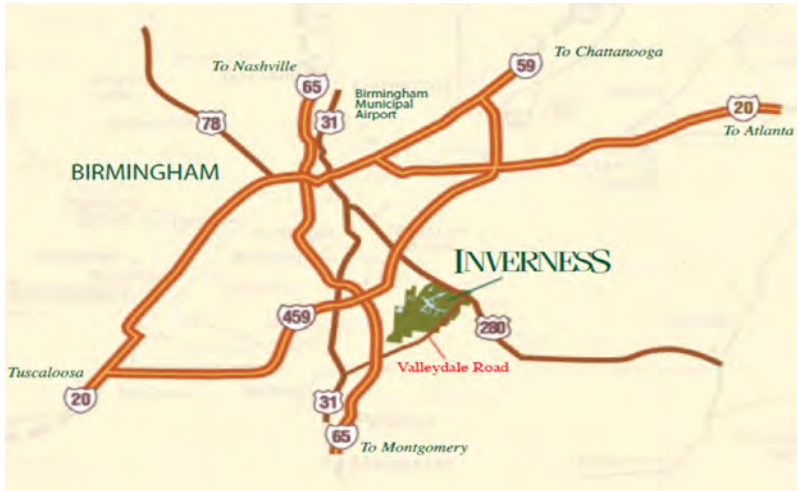 To Nashville
65
To Chattanooga
59
Birmingham
Municipal
Airport
31
78
20
To Atlanta
BIRMINGHAM
INVERNESS
459
280
Valleydale Road
Tuscaloosa
20
31
65
To Montgomery